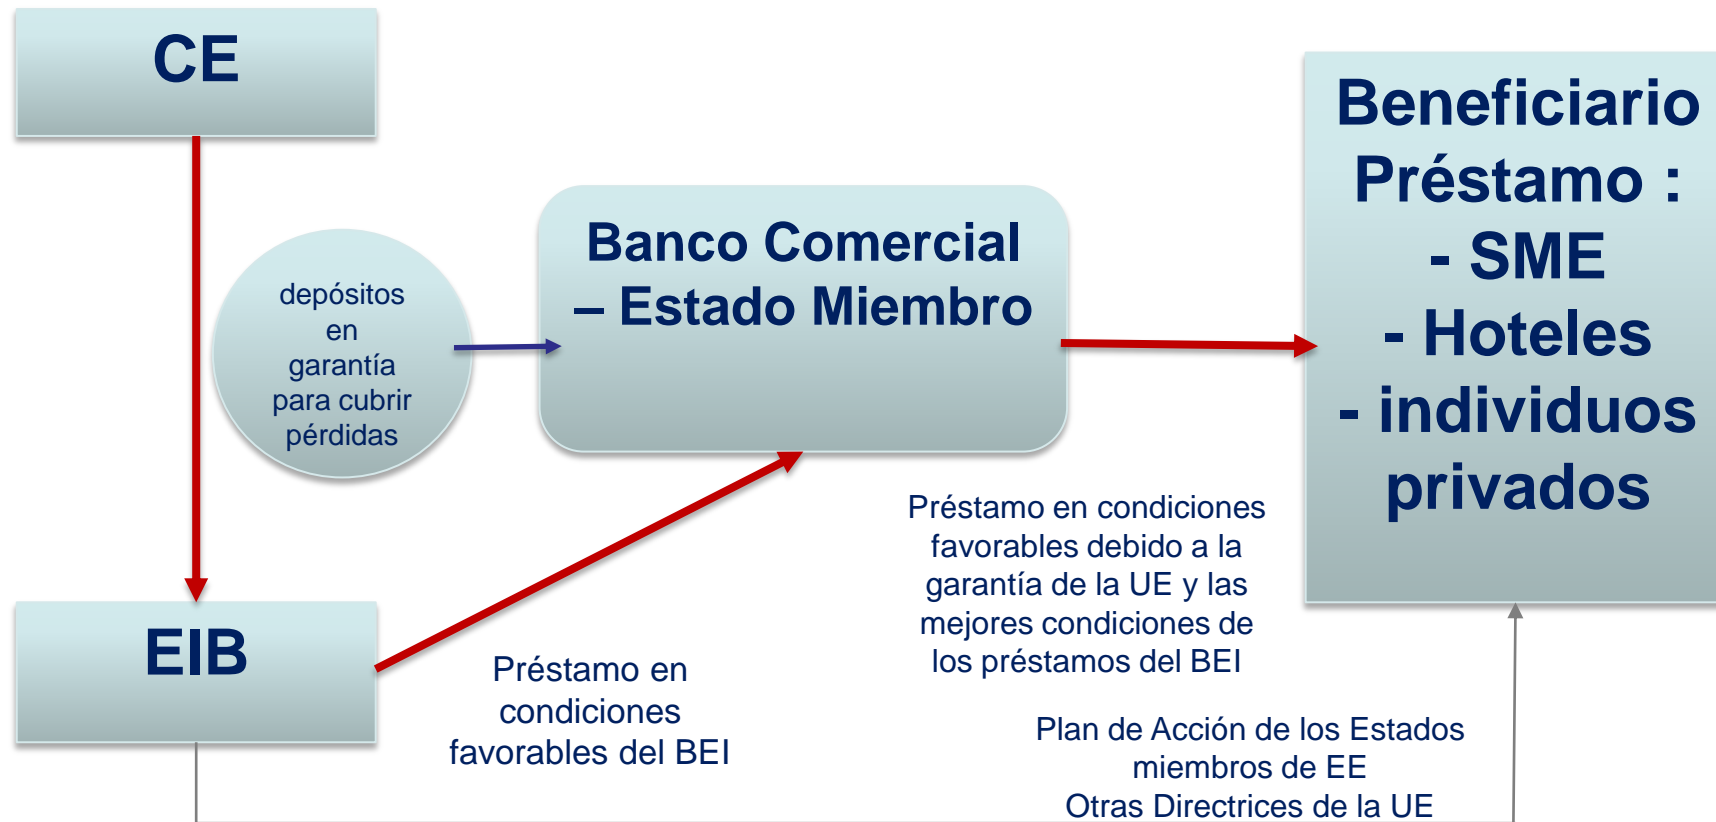 CE
Beneficiario
Préstamo :
- SME
- Hoteles
- individuos
privados
Banco Comercial
– Estado Miembro
depósitos
en
garantía
para cubrir
pérdidas
EIB
Préstamo en
condiciones
favorables del BEI
Préstamo en condiciones
favorables debido a la
garantía de la UE y las
mejores condiciones de
los préstamos del BEI
Plan de Acción de los Estados
miembros de EE
Otras Directrices de la UE